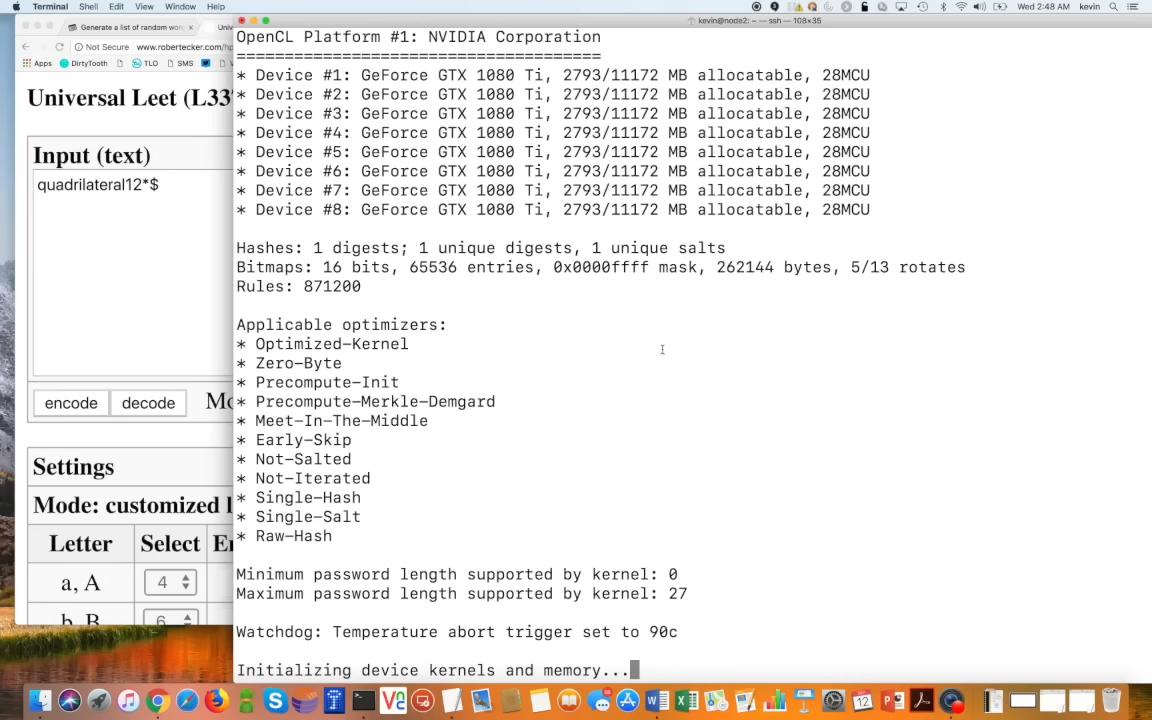 Terminal Shell Edit View Window Help
Wed 2:48 AM kevin
kevin@node2: ~ — ssh — 108×35
Generate a list of random wor
Univ
Not Secure www.robertecker.com/hp
Apps DirtyTooth TLO SMS
Universal Leet (L33
Input (text)
quadrilateral12*$
encode decode Mo
Settings
Mode: customized l
Letter Select En
a, A 4
b, B 6
OpenCL Platform #1: NVIDIA Corporation
======================================
* Device #1: GeForce GTX 1080 Ti, 2793/11172 MB allocatable, 28MCU
* Device #2: GeForce GTX 1080 Ti, 2793/11172 MB allocatable, 28MCU
* Device #3: GeForce GTX 1080 Ti, 2793/11172 MB allocatable, 28MCU
* Device #4: GeForce GTX 1080 Ti, 2793/11172 MB allocatable, 28MCU
* Device #5: GeForce GTX 1080 Ti, 2793/11172 MB allocatable, 28MCU
* Device #6: GeForce GTX 1080 Ti, 2793/11172 MB allocatable, 28MCU
* Device #7: GeForce GTX 1080 Ti, 2793/11172 MB allocatable, 28MCU
* Device #8: GeForce GTX 1080 Ti, 2793/11172 MB allocatable, 28MCU
Hashes: 1 digests; 1 unique digests, 1 unique salts
Bitmaps: 16 bits, 65536 entries, 0x0000ffff mask, 262144 bytes, 5/13 rotates
Rules: 871200
Applicable optimizers:
* Optimized-Kernel
* Zero-Byte
* Precompute-Init
* Precompute-Merkle-Demgard
* Meet-In-The-Middle
* Early-Skip
* Not-Salted
* Not-Iterated
* Single-Hash
* Single-Salt
* Raw-Hash
Minimum password length supported by kernel: 0
Maximum password length supported by kernel: 27
Watchdog: Temperature abort trigger set to 90c
Initializing device kernels and memory...